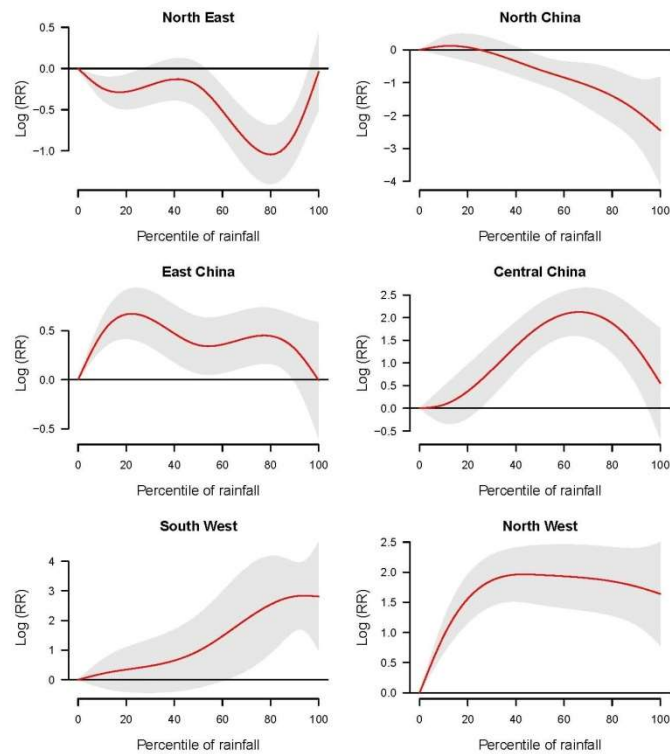 North East
Log (RR)
0.5
0.0
−0.5
−1.0
0 20 40 60 80 100
Percentile of rainfall
North China
Log (RR)
0
−1
−2
−3
−4
0 20 40 60 80 100
Percentile of rainfall
East China
Log (RR)
0.5
0.0
−0.5
0 20 40 60 80 100
Percentile of rainfall
Central China
Log (RR)
2.5
2.0
1.5
1.0
0.5
0.0
−0.5
0 20 40 60 80 100
Percentile of rainfall
South West
Log (RR)
4
3
2
1
0
0 20 40 60 80 100
Percentile of rainfall
North West
Log (RR)
2.5
2.0
1.5
1.0
0.5
0.0
0 20 40 60 80 100
Percentile of rainfall